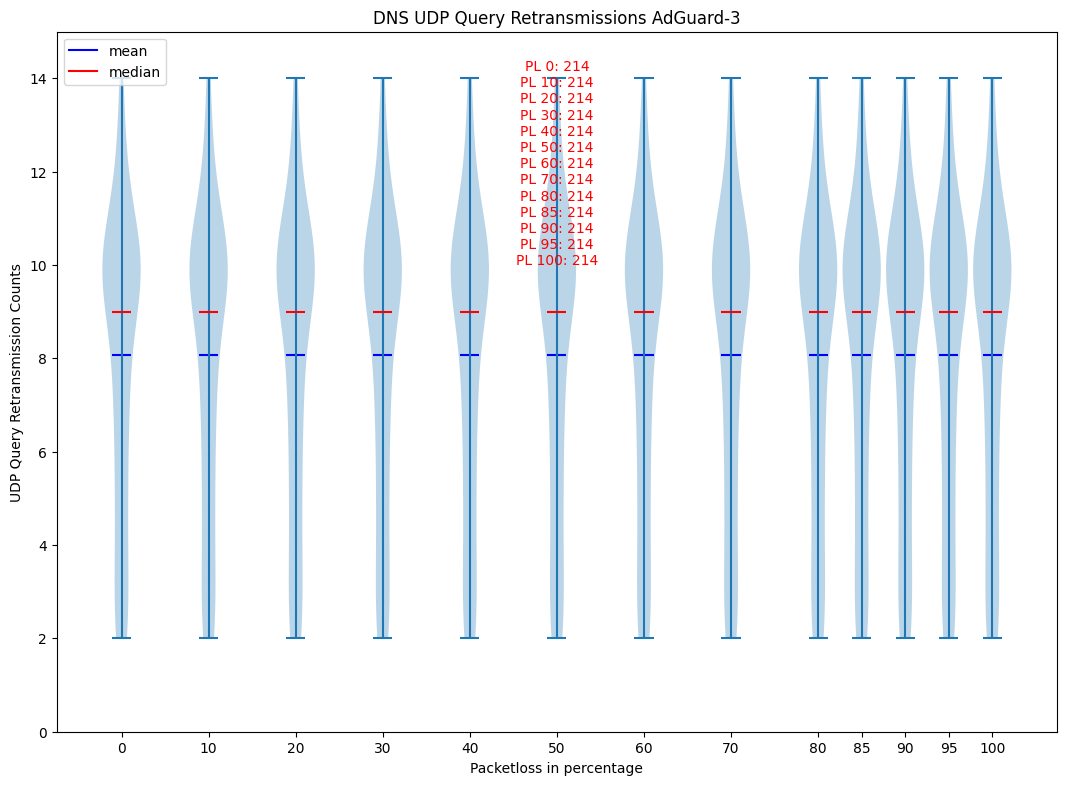 DNS UDP Query Retransmissions AdGuard-3
mean
median
PL 0: 214
PL 10: 214
PL 20: 214
PL 30: 214
PL 40: 214
PL 50: 214
PL 60: 214
PL 70: 214
PL 80: 214
PL 85: 214
PL 90: 214
PL 95: 214
PL 100: 214
UDP Query Retransmission Counts
14
12
10
8
6
4
2
0
0 10 20 30 40 50 60 70 80 85 90 95 100
Packetloss in percentage